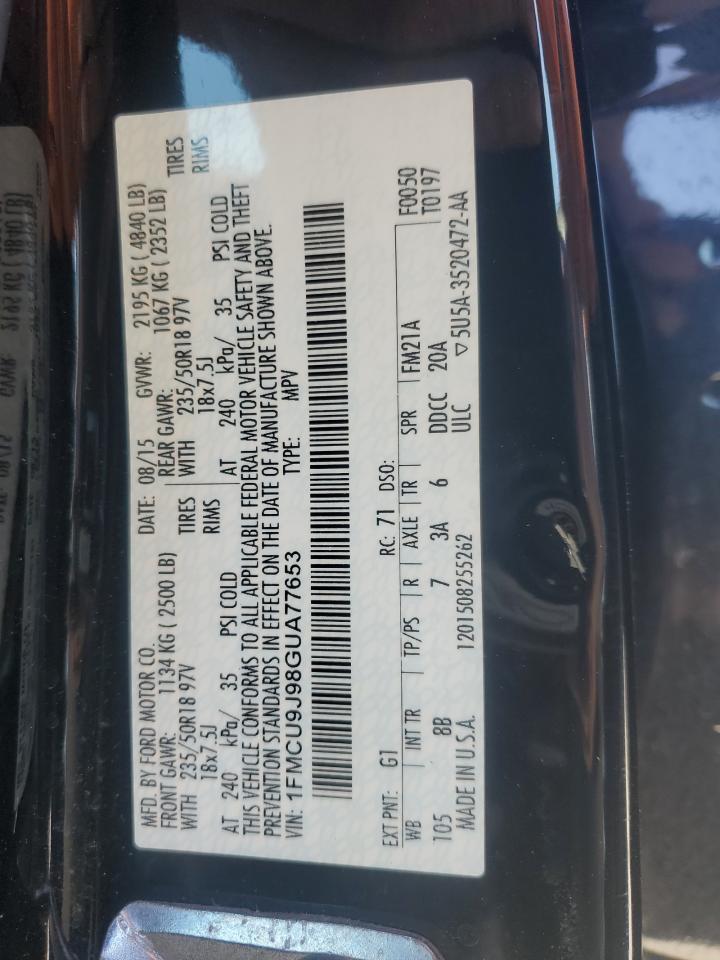 MFD. BY FORD MOTOR CO. DATE: 08/15 GVWR: 2195 KG ( 4840 LB)
FRONT GAWR: 1134 KG ( 2500 LB) REAR GAWR: 1067 KG ( 2352 LB)
WITH 235/50R18 97V TIRES WITH 235/50R18 97V TIRES
18x7.5J RIMS 18x7.5J RIMS
AT 240 kPa/ 35 PSI COLD AT 240 kPa/ 35 PSI COLD
THIS VEHICLE CONFORMS TO ALL APPLICABLE FEDERAL MOTOR VEHICLE SAFETY AND THEFT
PREVENTION STANDARDS IN EFFECT ON THE DATE OF MANUFACTURE SHOWN ABOVE.
VIN: 1FMCU9J98GUA77653 TYPE: MPV
EXT PNT: G1 RC: 71 DSO: F0050
WB INT TR TP/PS R AXLE TR SPR FM21A T0197
105 8B 7 3A 6 DDCC 20A
MADE IN U.S.A. 1201508255262 ULC ▽5U5A-3520472-AA